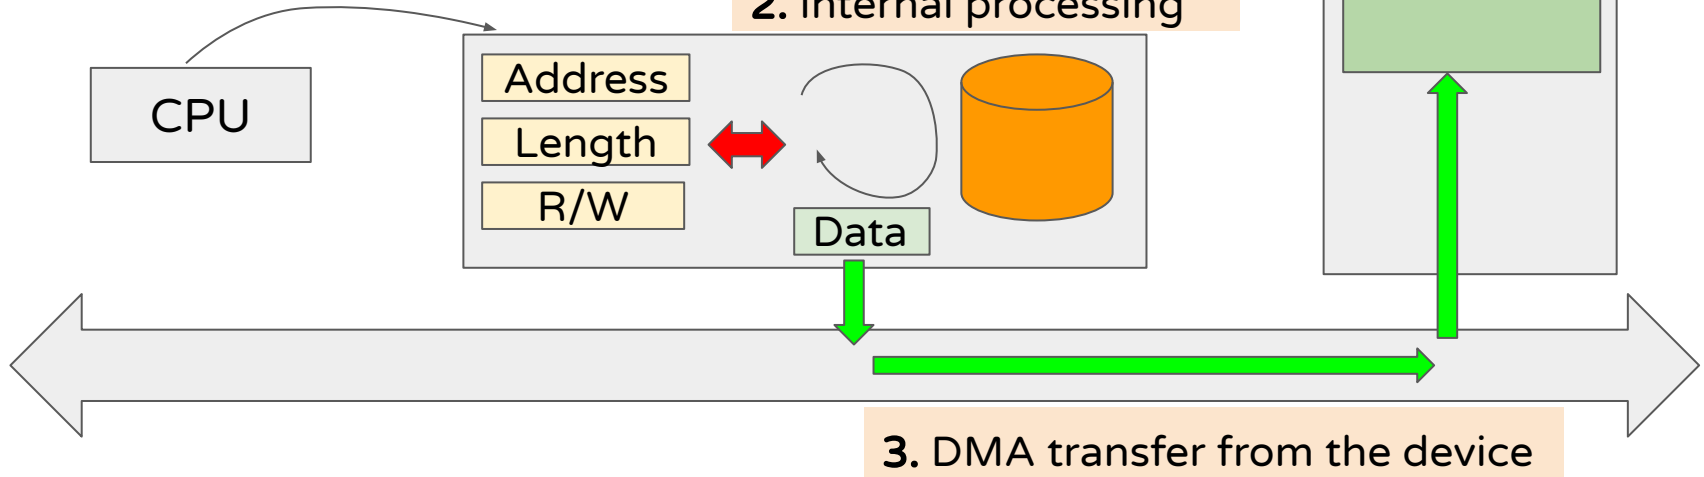 2. Internal processing
CPU
Address
Length
R/W
Data
3. DMA transfer from the device